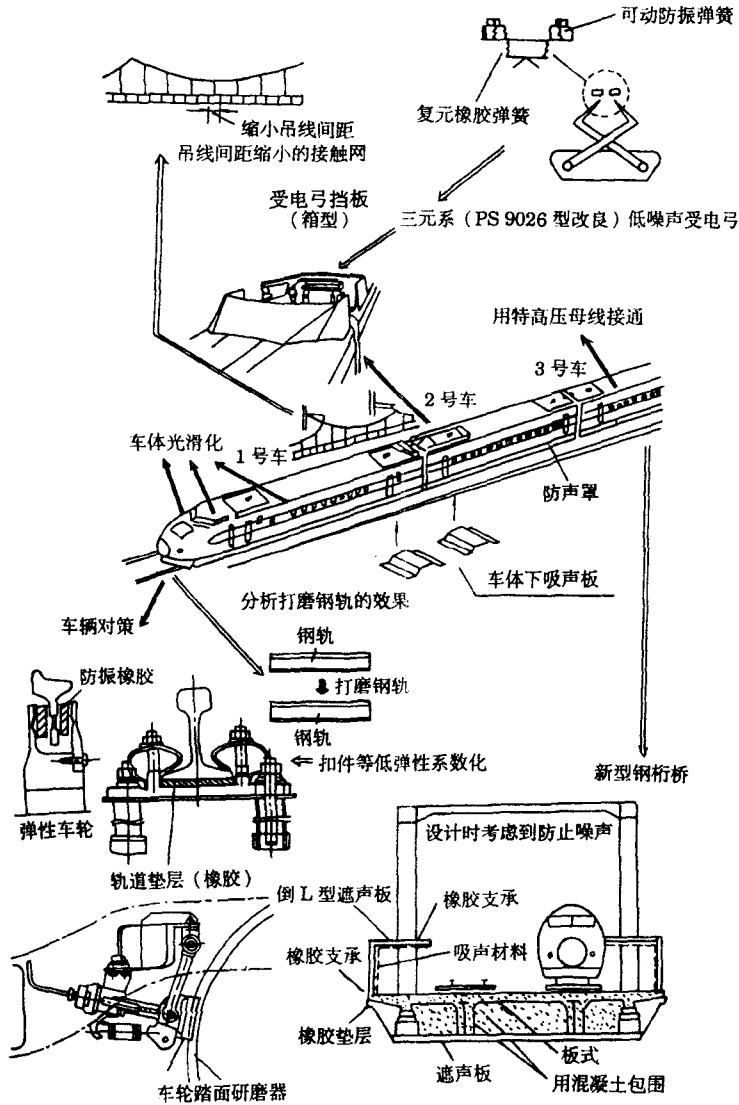 可动防振弹簧
复元橡胶弹簧
缩小吊线间距
吊线间距缩小的接触网
受电弓挡板
（箱型）
三元系（PS 9026 型改良）低噪声受电弓
用特高压母线接通
3 号车
2 号车
车体光滑化
1 号车
防声罩
车体下吸声板
分析打磨钢轨的效果
车辆对策
钢轨
打磨钢轨
钢轨
防振橡胶
扣件等低弹性系数化
新型钢桁桥
弹性车轮
设计时考虑到防止噪声
轨道垫层（橡胶）
倒 L 型遮声板
橡胶支承
吸声材料
橡胶支承
橡胶垫层
板式
遮声板
用混凝土包围
车轮踏面研磨器